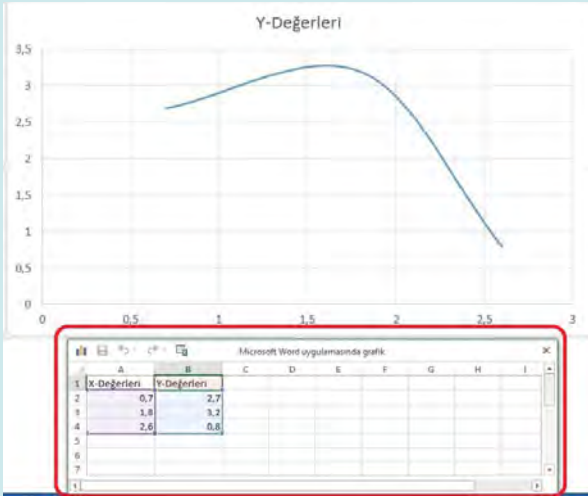 Y-Değerleri
3,5
3
2,5
2
1,5
1
0,5
0
0 0,5 1 1,5 2 2,5 3
Microsoft Word uygulamasında grafik
A B C D E F G H I
1 X-Değerleri Y-Değerleri
2 0,7 2,7
3 1,8 3,2
4 2,6 0,8
5
6
7